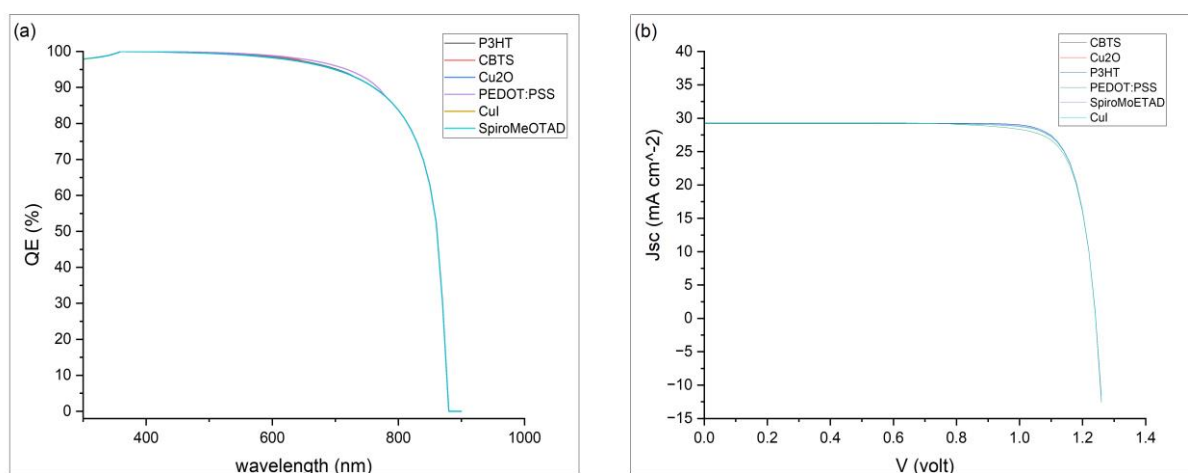 (a)
P3HT
CBTS
Cu2O
PEDOT:PSS
CuI
SpiroMeOTAD
QE (%)
100
90
80
70
60
50
40
30
20
10
0
400 600 800 1000
wavelength (nm)
(b)
CBTS
Cu2O
P3HT
PEDOT:PSS
SpiroMoETAD
CuI
Jsc (mA cm^-2)
40
35
30
25
20
15
10
5
0
−5
−10
−15
0.0 0.2 0.4 0.6 0.8 1.0 1.2 1.4
V (volt)